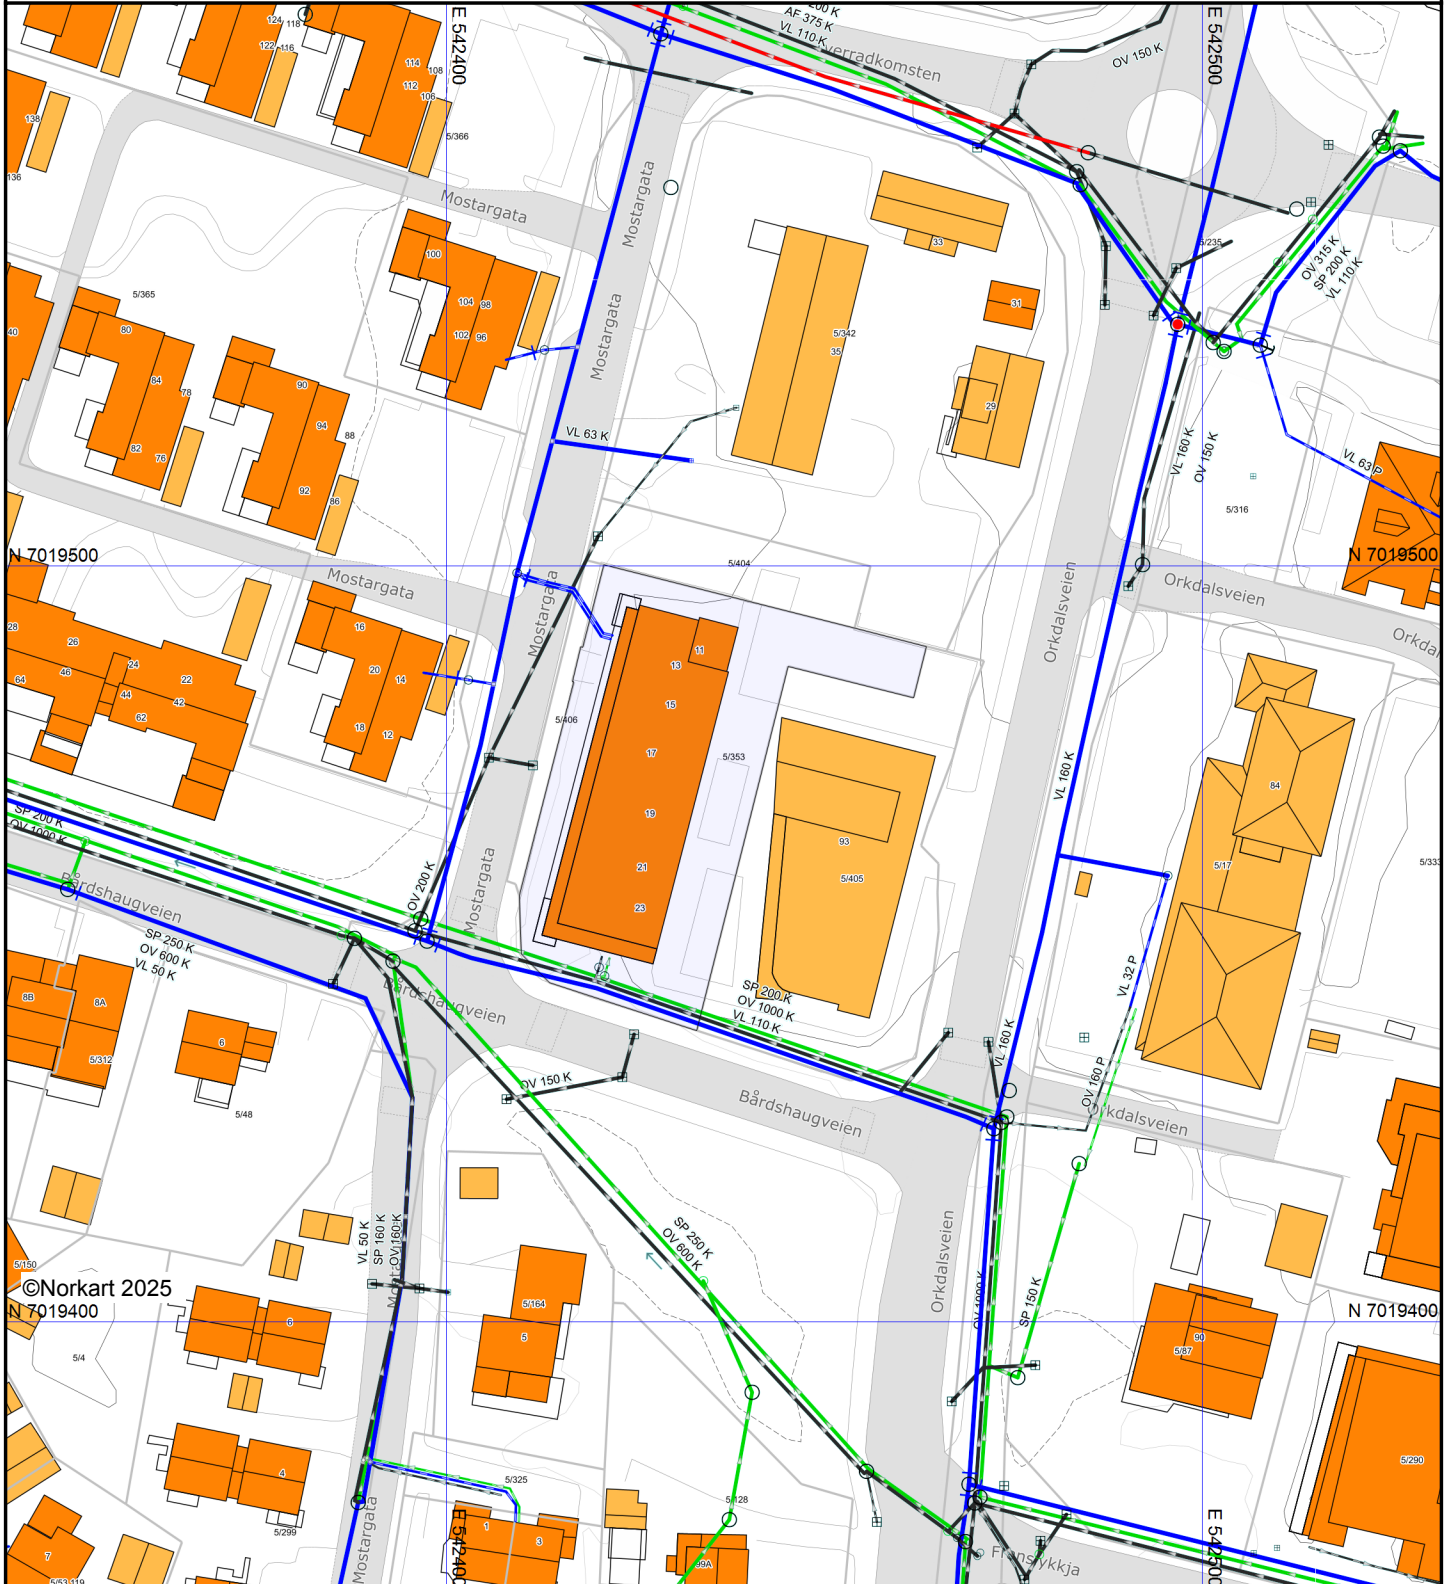 124
118
122
116
114
108
112
106
138
136
E 542400
200 K
AF 375 K
VL 110 K
OV 150 K
E 542500
5/366
Mostargata
Mostargata
100
104
98
102
96
5/365
80
84
78
82
76
90
94
88
92
86
40
33
31
5/342
35
29
5/235
OV 315 K
SP 200 K
VL 110 K
Mostargata
VL 63 K
VL 160 K
OV 150 K
VL 63 P
5/316
N 7019500
N 7019500
5/404
Mostargata
Mostargata
Orkdalsveien
Orkdalsveien
28
26
24
22
46
64
44
42
62
16
20
14
18
12
11
13
15
17
19
21
23
5/406
5/353
93
5/405
VL 160 K
84
5/17
5/333
SP 200 K
OV 1000 K
OV 200 K
Mostargata
Bårdshaugveien
SP 250 K
OV 600 K
VL 50 K
Bårdshaugveien
SP 200 K
OV 1000 K
VL 110 K
VL 32 P
VL 160 K
OV 160 P
8B
8A
5/312
6
5/48
OV 150 K
Bårdshaugveien
Orkdalsveien
SP 250 K
OV 600 K
VL 50 K
SP 160 K
OV 160 K
Orkdalsveien
OV 1000 K
SP 150 K
5/150
©Norkart 2025
N 7019400
N 7019400
5/4
6
5/164
5
90
5/87
4
5/325
5/128
5/290
5/299
1
3
7
99A
Mostargata
E 542400
E 542500